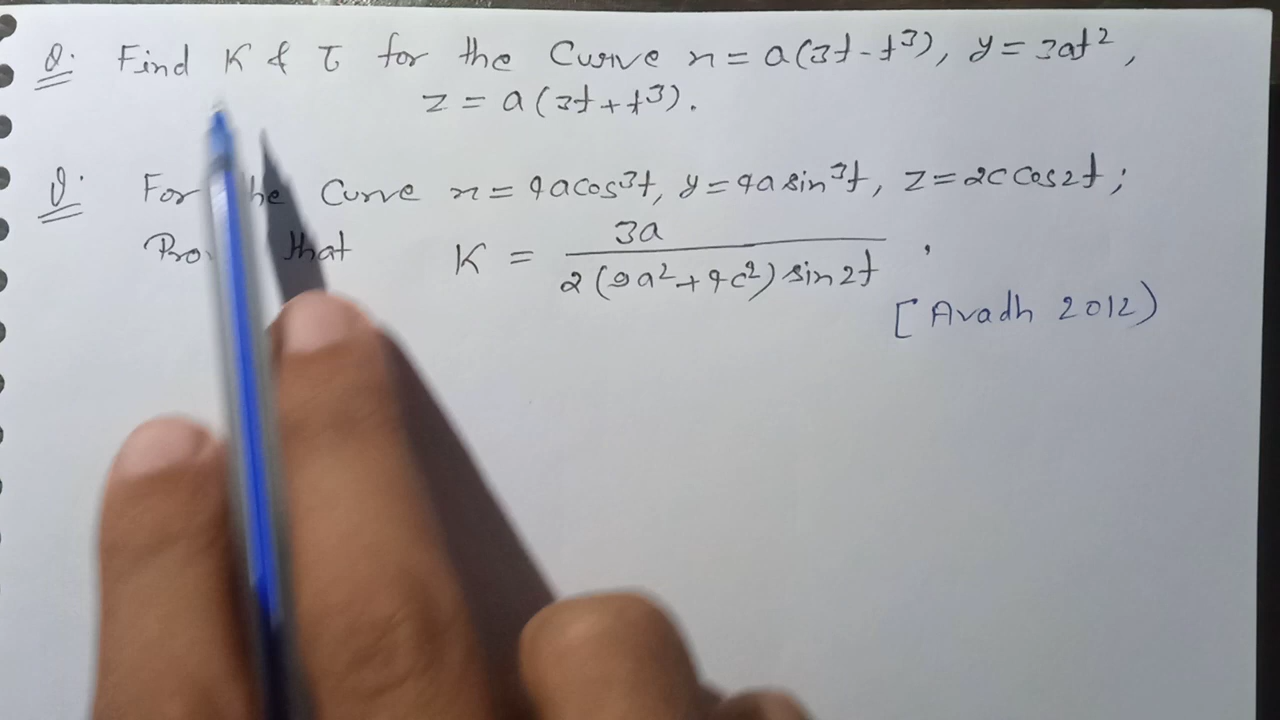 Q. Find K & τ for the Curve x = a(3t - t³), y = 3at²,
z = a(3t + t³).
Q. For the Curve x = 4a cos³t, y = 4a sin³t, z = 2c cos2t ;
that K = 3a / 2(9a² + 4c²) sin2t ,
[Avadh 2012)